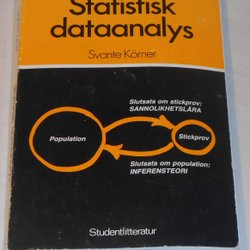 Statistisk
dataanalys
Svante Körner
Slutsats om stickprov:
SANNOLIKHETSLÄRA
Population
Stickprov
Slutsats om population:
INFERENSTEORI
Studentlitteratur